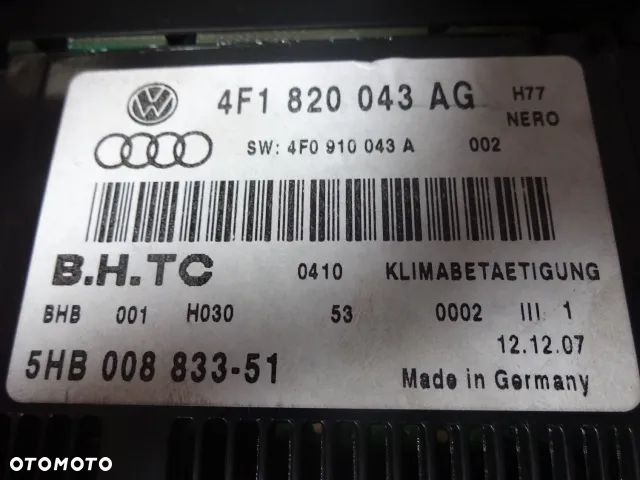 4F1 820 043 AG H77
NERO
SW: 4F0 910 043 A 002
B.H.TC 0410 KLIMABETAETIGUNG
BHB 001 H030 53 0002 III 1
12.12.07
5HB 008 833-51 Made in Germany
OTOMOTO